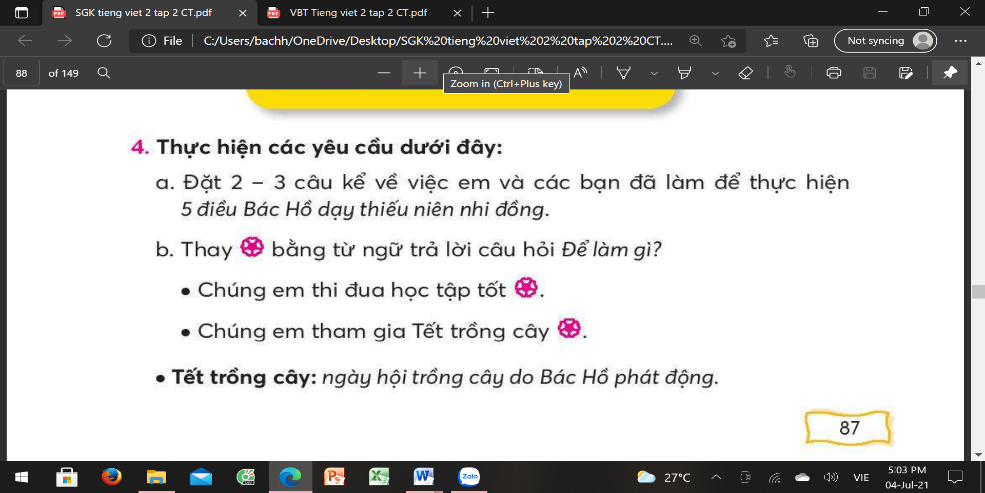 SGK tieng viet 2 tap 2 CT.pdf
VBT Tieng viet 2 tap 2 CT.pdf
File
C:/Users/bachh/OneDrive/Desktop/SGK%20tieng%20viet%202%20tap%202%20CT....
Not syncing
88 of 149
Zoom in (Ctrl+Plus key)
4. Thực hiện các yêu cầu dưới đây:
a. Đặt 2 – 3 câu kể về việc em và các bạn đã làm để thực hiện
5 điều Bác Hồ dạy thiếu niên nhi đồng.
b. Thay bằng từ ngữ trả lời câu hỏi Để làm gì?
• Chúng em thi đua học tập tốt .
• Chúng em tham gia Tết trồng cây .
• Tết trồng cây: ngày hội trồng cây do Bác Hồ phát động.
87
Zalo
27°C
VIE
5:03 PM
04-Jul-21